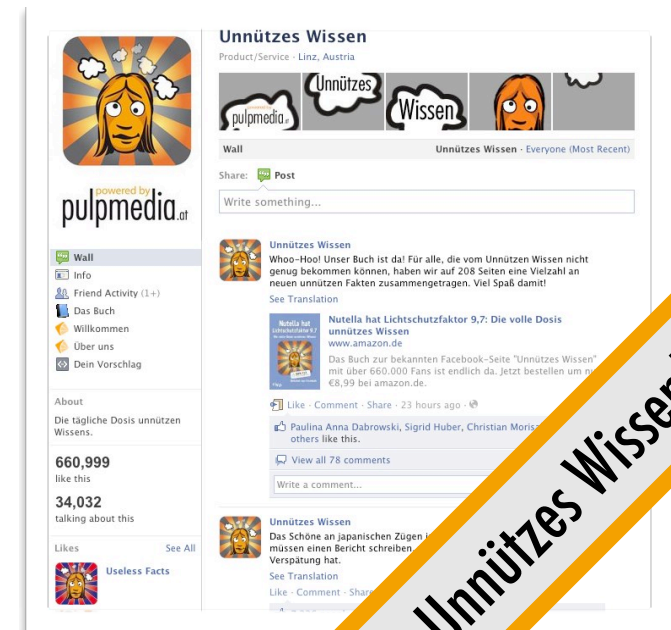 Unnützes Wissen
Product/Service · Linz, Austria
powered by
pulpmedia.at
Unnützes
Wissen
Wall
Unnützes Wissen · Everyone (Most Recent)
Share: Post
Write something...
powered by
pulpmedia.at
Wall
Info
Friend Activity (1+)
Das Buch
Willkommen
Über uns
Dein Vorschlag
About
Die tägliche Dosis unnützen
Wissens.
660,999
like this
34,032
talking about this
Likes
See All
Useless Facts
Unnützes Wissen
Whoo-Hoo! Unser Buch ist da! Für alle, die vom Unnützen Wissen nicht
genug bekommen können, haben wir auf 208 Seiten eine Vielzahl an
neuen unnützen Fakten zusammengetragen. Viel Spaß damit!
See Translation
Nutella hat
Lichtschutzfaktor 9,7
Nutella hat Lichtschutzfaktor 9,7: Die volle Dosis
unnützes Wissen
www.amazon.de
Das Buch zur bekannten Facebook-Seite "Unnützes Wissen"
mit über 660.000 Fans ist endlich da. Jetzt bestellen um
€8,99 bei amazon.de.
Like · Comment · Share · 23 hours ago ·
Paulina Anna Dabrowski, Sigrid Huber, Christian
others like this.
View all 78 comments
Write a comment...
Unnützes Wissen
Das Schöne an japanischen Zügen
müssen einen Bericht schreiben,
Verspätung hat.
See Translation
Like · Comment · Share
Unnützes Wissen